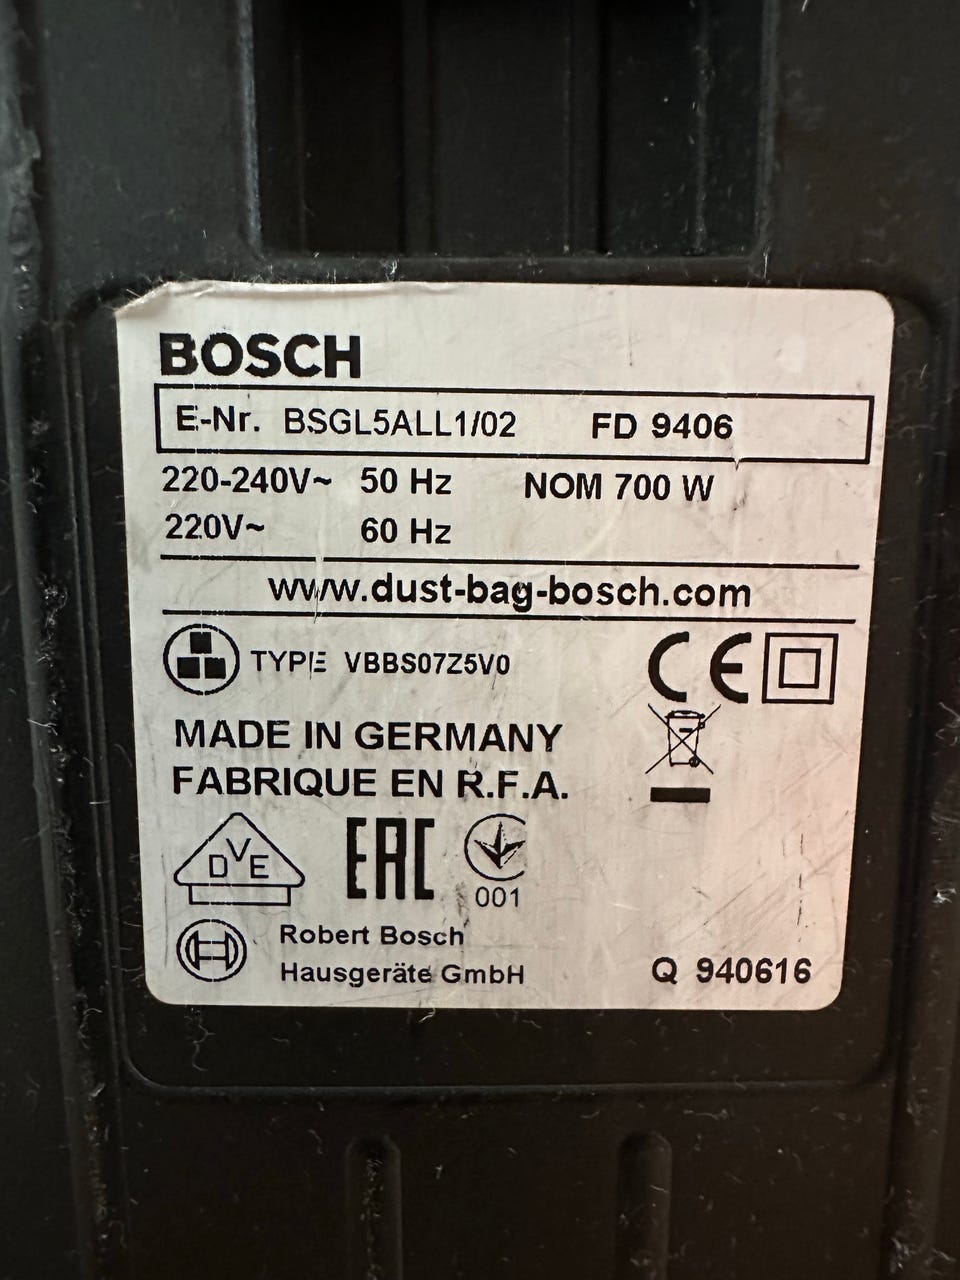 BOSCH
E-Nr. BSGL5ALL1/02 FD 9406
220-240V~ 50 Hz NOM 700 W
220V~ 60 Hz
www.dust-bag-bosch.com
TYPE VBBS07Z5V0 CE
MADE IN GERMANY
FABRIQUE EN R.F.A.
DVE EAC
001
Robert Bosch
Hausgeräte GmbH Q 940616